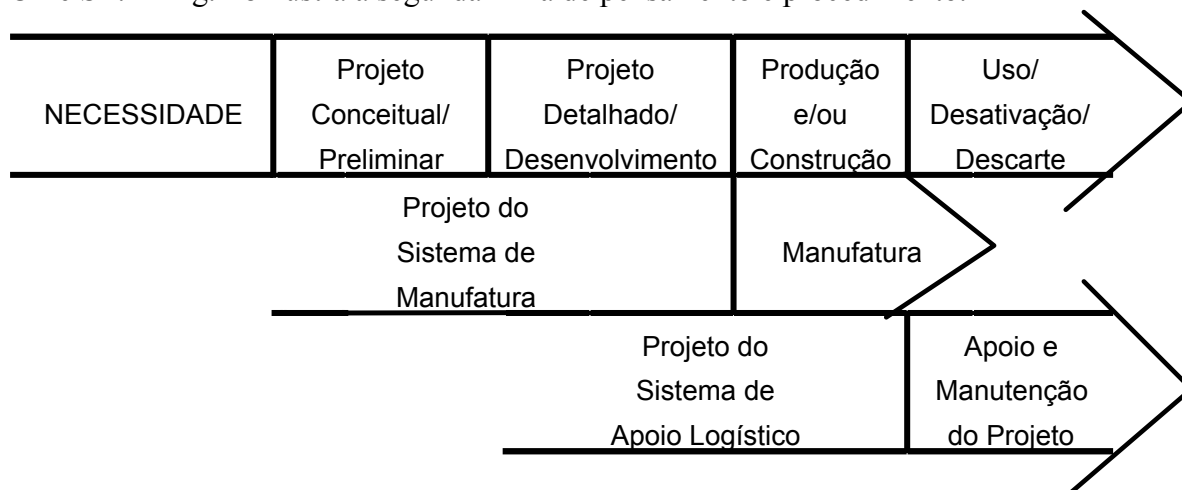 NECESSIDADE
Projeto
Conceitual/
Preliminar
Projeto
Detalhado/
Desenvolvimento
Produção
e/ou
Construção
Uso/
Desativação/
Descarte
Projeto do
Sistema de
Manufatura
Manufatura
Projeto do
Sistema de
Apoio Logístico
Apoio e
Manutenção
do Projeto